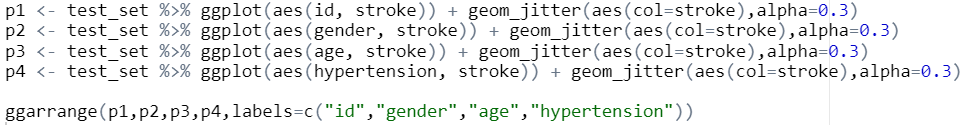 p1 <- test_set %>% ggplot(aes(id, stroke)) + geom_jitter(aes(col=stroke),alpha=0.3)
p2 <- test_set %>% ggplot(aes(gender, stroke)) + geom_jitter(aes(col=stroke),alpha=0.3)
p3 <- test_set %>% ggplot(aes(age, stroke)) + geom_jitter(aes(col=stroke),alpha=0.3)
p4 <- test_set %>% ggplot(aes(hypertension, stroke)) + geom_jitter(aes(col=stroke),alpha=0.3)
ggarrange(p1,p2,p3,p4,labels=c("id","gender","age","hypertension"))